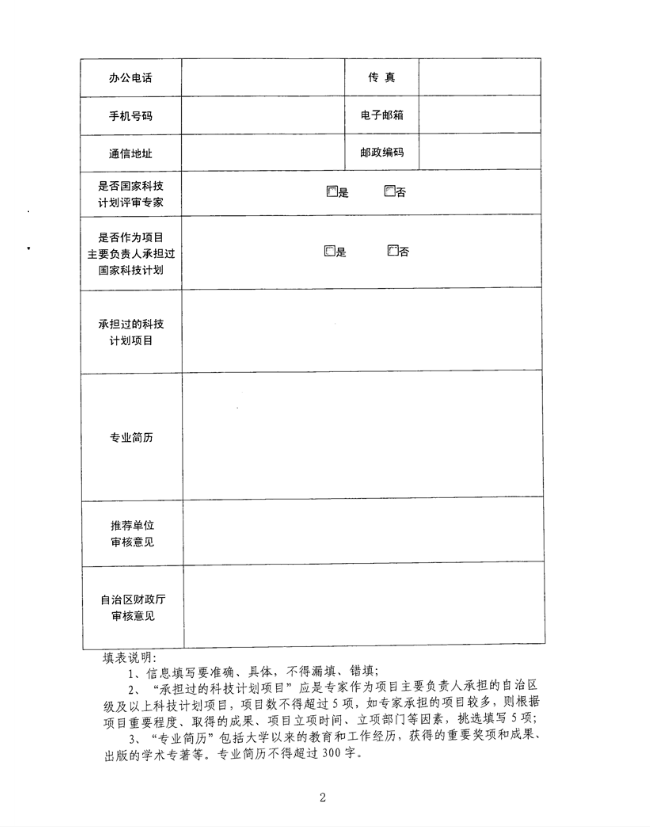 办公电话
传 真
手机号码
电子邮箱
通信地址
邮政编码
是否国家科技
计划评审专家
是
否
是否作为项目
主要负责人承担过
国家科技计划
是
否
承担过的科技
计划项目
专业简历
推荐单位
审核意见
自治区财政厅
审核意见
填表说明:
1、信息填写要准确、具体，不得漏填、错填;
2、“承担过的科技计划项目”应是专家作为项目主要负责人承担的自治区
级及以上科技计划项目，项目数不得超过 5 项，如专家承担的项目较多，则根据
项目重要程度、取得的成果、项目立项时间、立项部门等因素，挑选填写 5 项;
3、“专业简历”包括大学以来的教育和工作经历，获得的重要奖项和成果、
出版的学术专著等。专业简历不得超过 300 字。
2